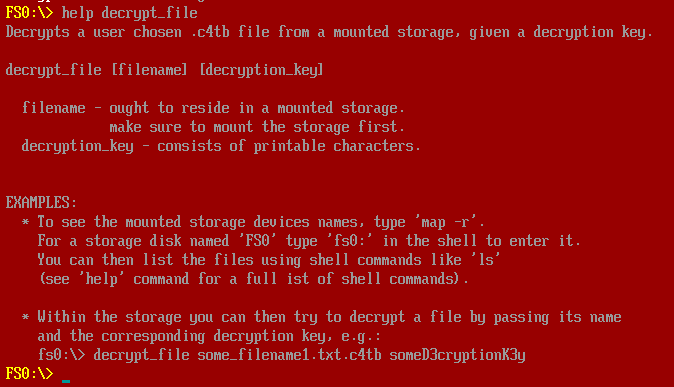 FS0:\> help decrypt_file
Decrypts a user chosen .c4tb file from a mounted storage, given a decryption key.
decrypt_file [filename] [decryption_key]
filename - ought to reside in a mounted storage.
make sure to mount the storage first.
decryption_key - consists of printable characters.
EXAMPLES:
* To see the mounted storage devices names, type 'map -r'.
For a storage disk named 'FS0' type 'fs0:' in the shell to enter it.
You can then list the files using shell commands like 'ls'
(see 'help' command for a full ist of shell commands).
* Within the storage you can then try to decrypt a file by passing its name
and the corresponding decryption key, e.g.:
fs0:\> decrypt_file some_filename1.txt.c4tb someD3cryptionK3y
FS0:\> _